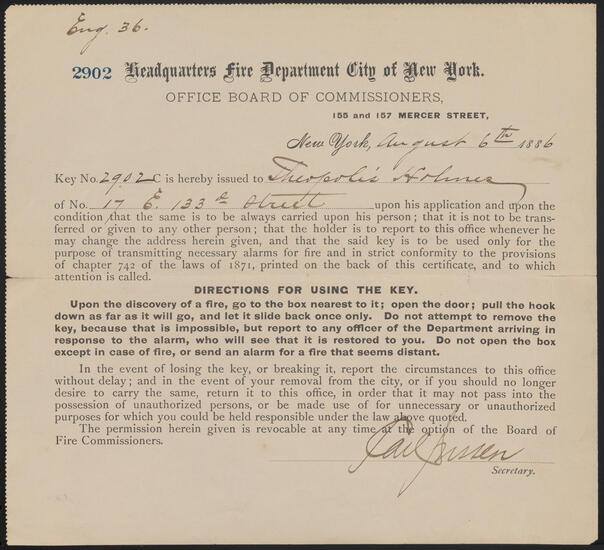 Eng. 36.
2902 Headquarters Fire Department City of New York.
OFFICE BOARD OF COMMISSIONERS,
155 and 157 MERCER STREET,
New York, August 6th 1886
Key No. 2902 C is hereby issued to Theopolis Holmes
of No. 17 E. 133d Street upon his application and upon the
condition that the same is to be always carried upon his person; that it is not to be trans-
ferred or given to any other person; that the holder is to report to this office whenever he
may change the address herein given, and that the said key is to be used only for the
purpose of transmitting necessary alarms for fire and in strict conformity to the provisions
of chapter 742 of the laws of 1871, printed on the back of this certificate, and to which
attention is called.
DIRECTIONS FOR USING THE KEY.
Upon the discovery of a fire, go to the box nearest to it; open the door; pull the hook
down as far as it will go, and let it slide back once only. Do not attempt to remove the
key, because that is impossible, but report to any officer of the Department arriving in
response to the alarm, who will see that it is restored to you. Do not open the box
except in case of fire, or send an alarm for a fire that seems distant.
In the event of losing the key, or breaking it, report the circumstances to this office
without delay; and in the event of your removal from the city, or if you should no longer
desire to carry the same, return it to this office, in order that it may not pass into the
possession of unauthorized persons, or be made use of for unnecessary or unauthorized
purposes for which you could be held responsible under the law above quoted.
The permission herein given is revocable at any time at the option of the Board of
Fire Commissioners.
Carl Jussen
Secretary.